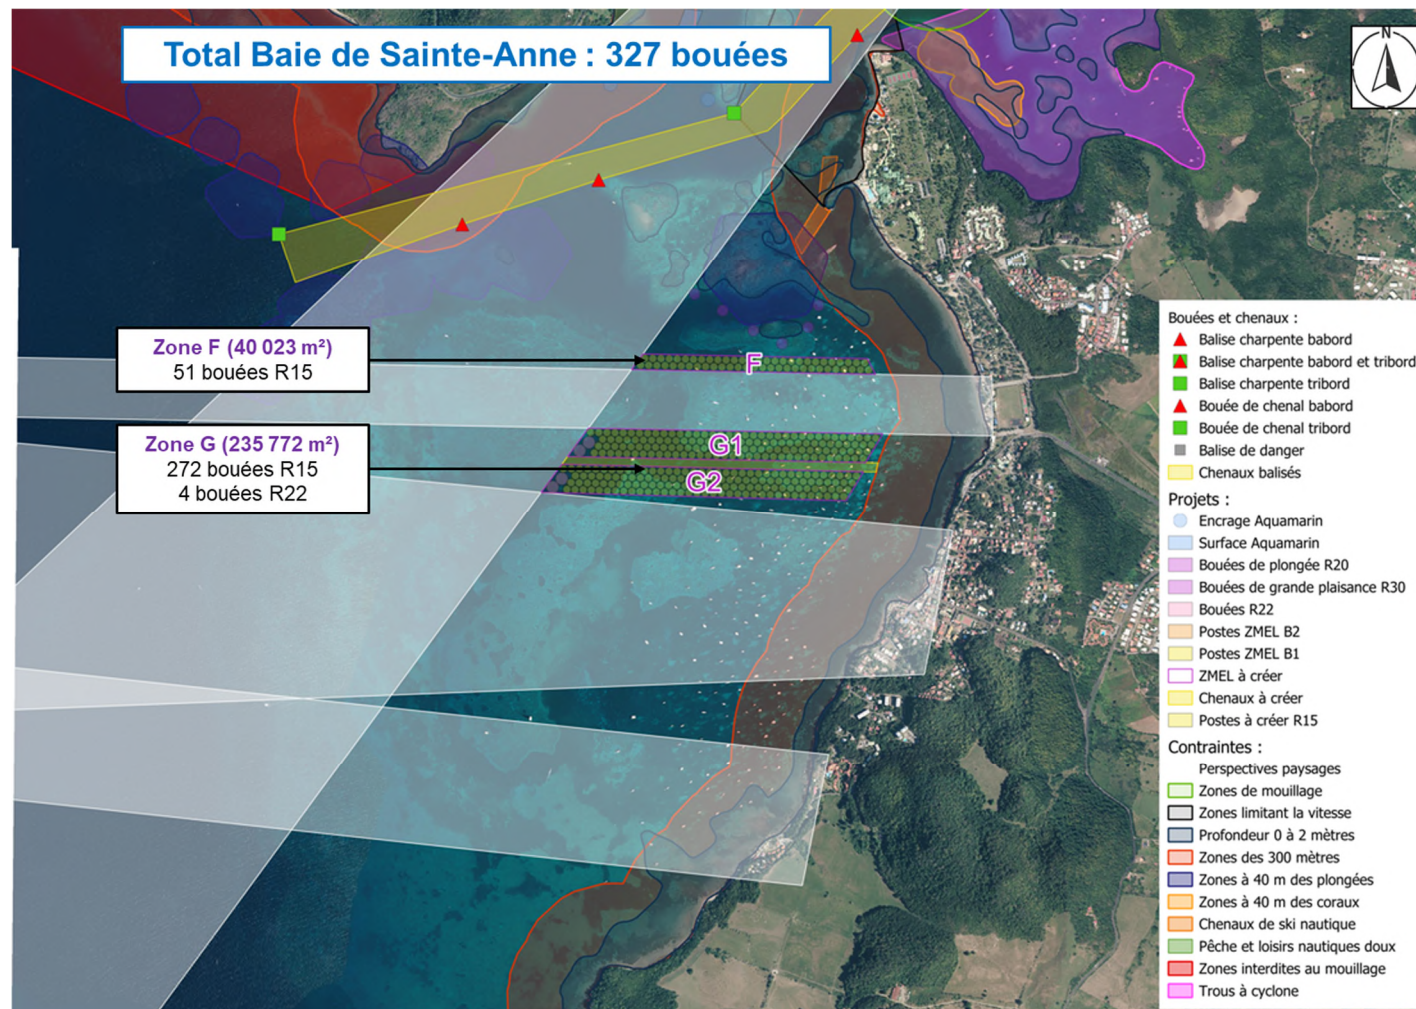 Total Baie de Sainte-Anne : 327 bouées
N
Zone F (40 023 m²)
51 bouées R15
F
Zone G (235 772 m²)
272 bouées R15
4 bouées R22
G1
G2
Bouées et chenaux :
Balise charpente babord
Balise charpente babord et tribord
Balise charpente tribord
Bouée de chenal babord
Bouée de chenal tribord
Balise de danger
Chenaux balisés
Projets :
Encrage Aquamarin
Surface Aquamarin
Bouées de plongée R20
Bouées de grande plaisance R30
Bouées R22
Postes ZMEL B2
Postes ZMEL B1
ZMEL à créer
Chenaux à créer
Postes à créer R15
Contraintes :
Perspectives paysages
Zones de mouillage
Zones limitant la vitesse
Profondeur 0 à 2 mètres
Zones des 300 mètres
Zones à 40 m des plongées
Zones à 40 m des coraux
Chenaux de ski nautique
Pêche et loisirs nautiques doux
Zones interdites au mouillage
Trous à cyclone